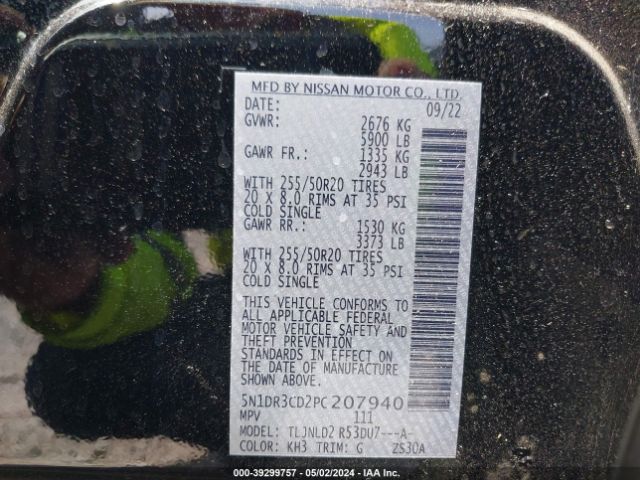 MFD BY NISSAN MOTOR CO., LTD.
DATE: 09/22
GVWR: 2676 KG
5900 LB
GAWR FR.: 1335 KG
2943 LB
WITH 255/50R20 TIRES
20 X 8.0 RIMS AT 35 PSI
COLD SINGLE
GAWR RR.: 1530 KG
3373 LB
WITH 255/50R20 TIRES
20 X 8.0 RIMS AT 35 PSI
COLD SINGLE
THIS VEHICLE CONFORMS TO
ALL APPLICABLE FEDERAL
MOTOR VEHICLE SAFETY AND
THEFT PREVENTION
STANDARDS IN EFFECT ON
THE DATE OF MANUFACTURE
SHOWN ABOVE.
5N1DR3CD2PC207940
MPV 111
MODEL: TLJNLD2 R53DU7---A-
COLOR: KH3 TRIM: G ZS30A
000-39299757 - 05/02/2024 - IAA Inc.